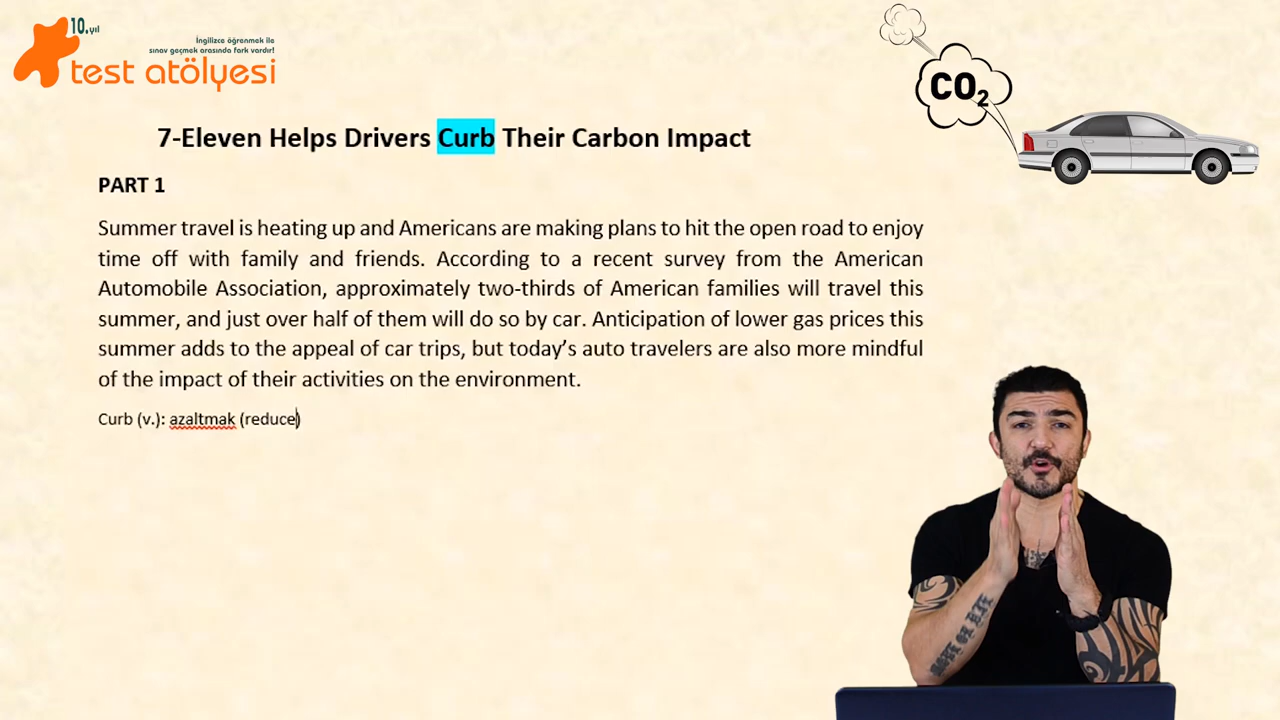 10.yıl
İngilizce öğrenmek ile
sınav geçmek arasında fark vardır!
test atölyesi
CO2
7-Eleven Helps Drivers Curb Their Carbon Impact
PART 1
Summer travel is heating up and Americans are making plans to hit the open road to enjoy
time off with family and friends. According to a recent survey from the American
Automobile Association, approximately two-thirds of American families will travel this
summer, and just over half of them will do so by car. Anticipation of lower gas prices this
summer adds to the appeal of car trips, but today's auto travelers are also more mindful
of the impact of their activities on the environment.
Curb (v.): azaltmak (reduce)